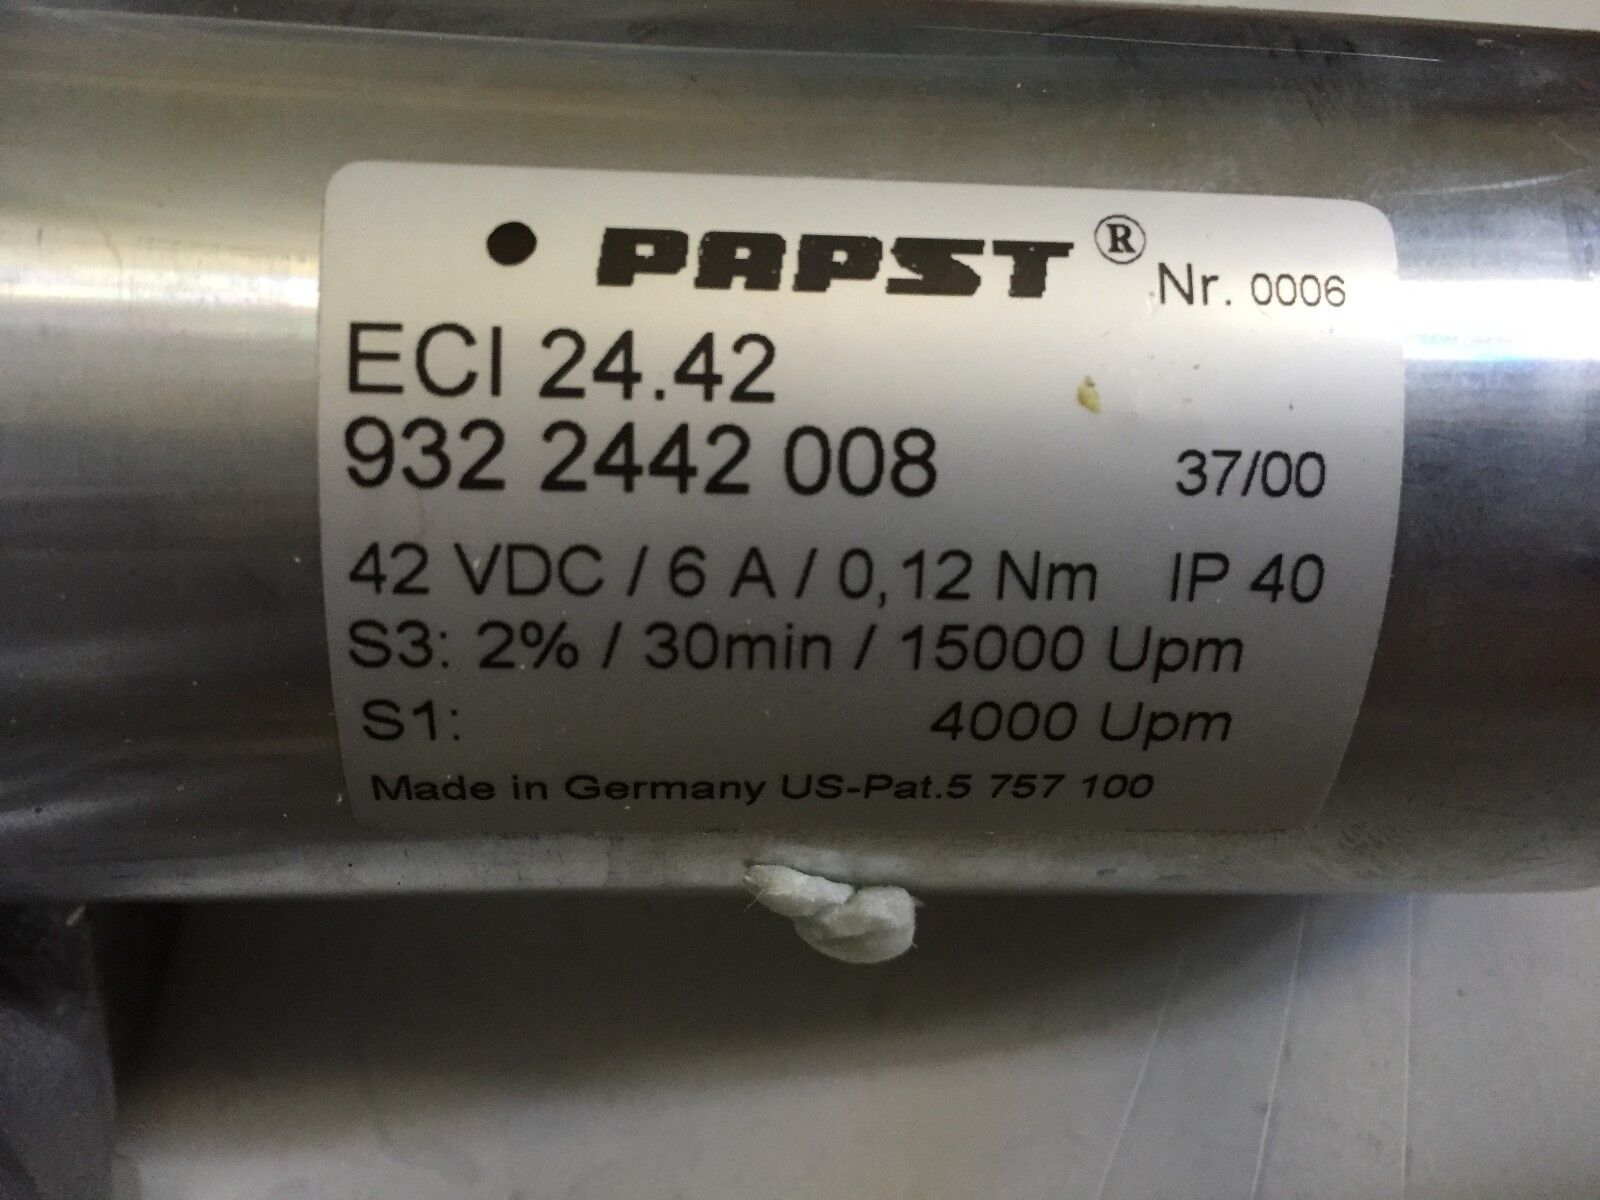 • PAPST ® Nr. 0006
ECI 24.42
932 2442 008 37/00
42 VDC / 6 A / 0,12 Nm IP 40
S3: 2% / 30min / 15000 Upm
S1: 4000 Upm
Made in Germany US-Pat.5 757 100